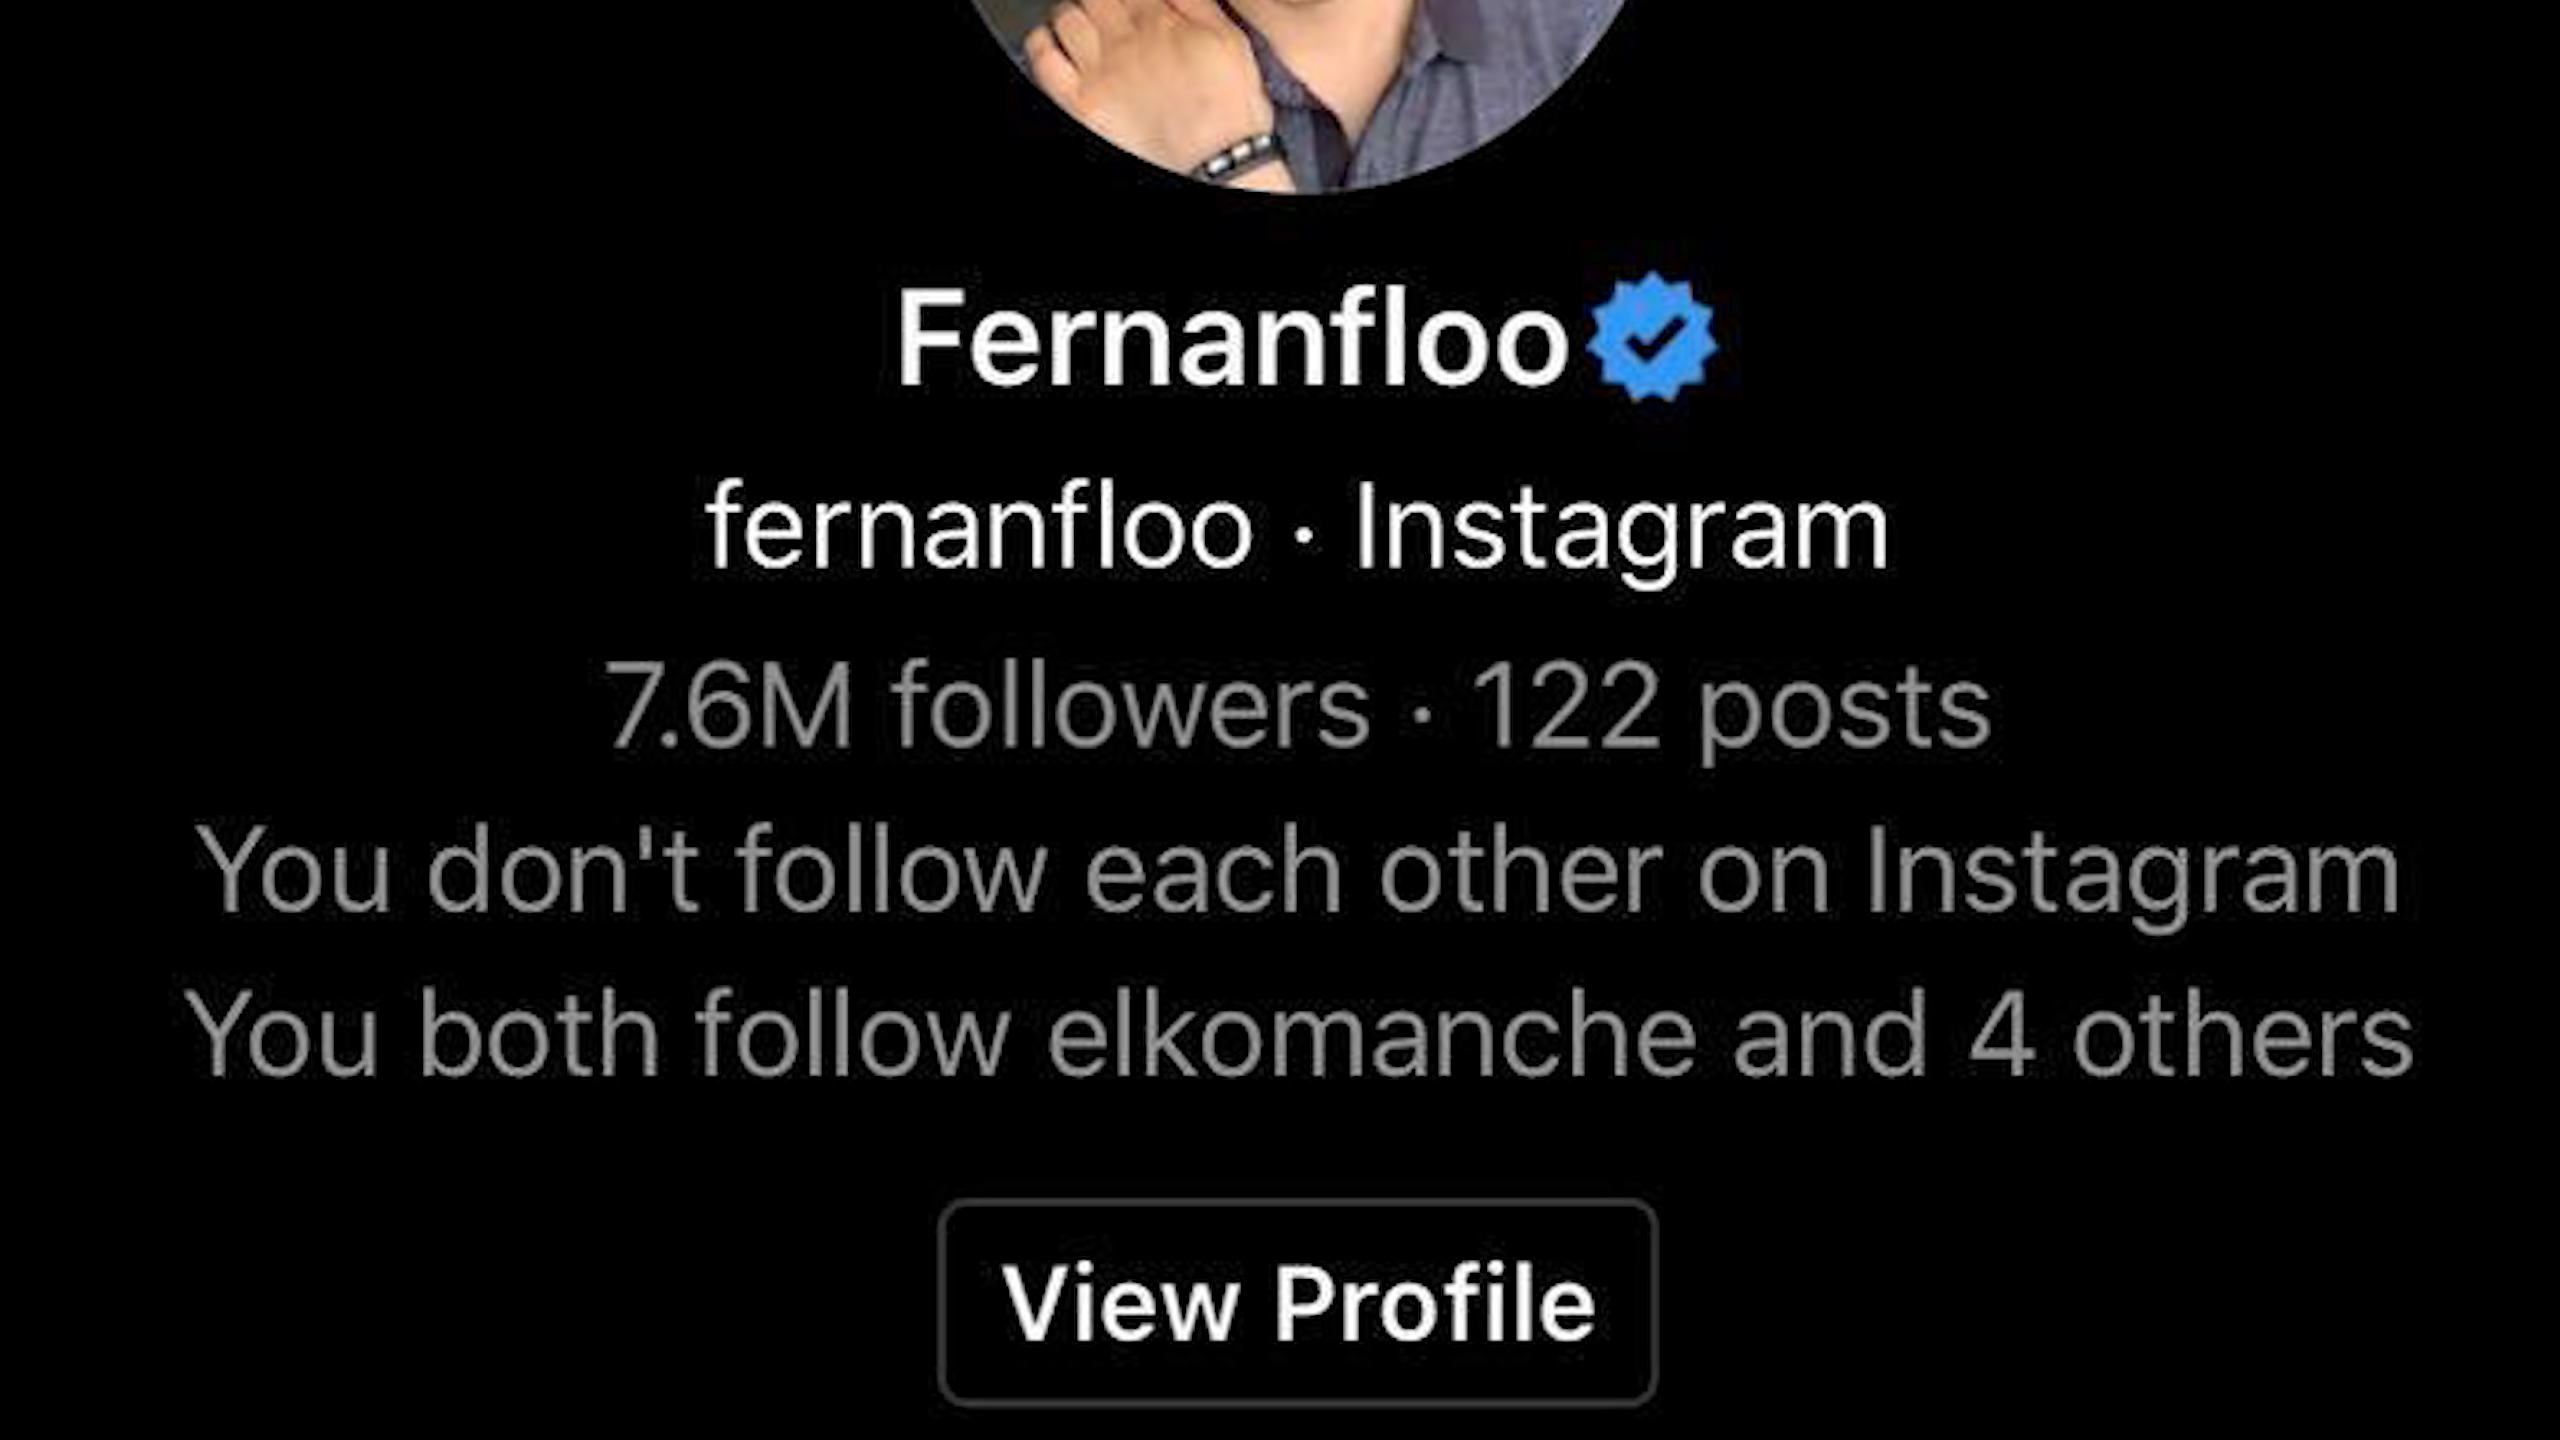 Fernanfloo
fernanfloo · Instagram
7.6M followers · 122 posts
You don't follow each other on Instagram
You both follow elkomanche and 4 others
View Profile